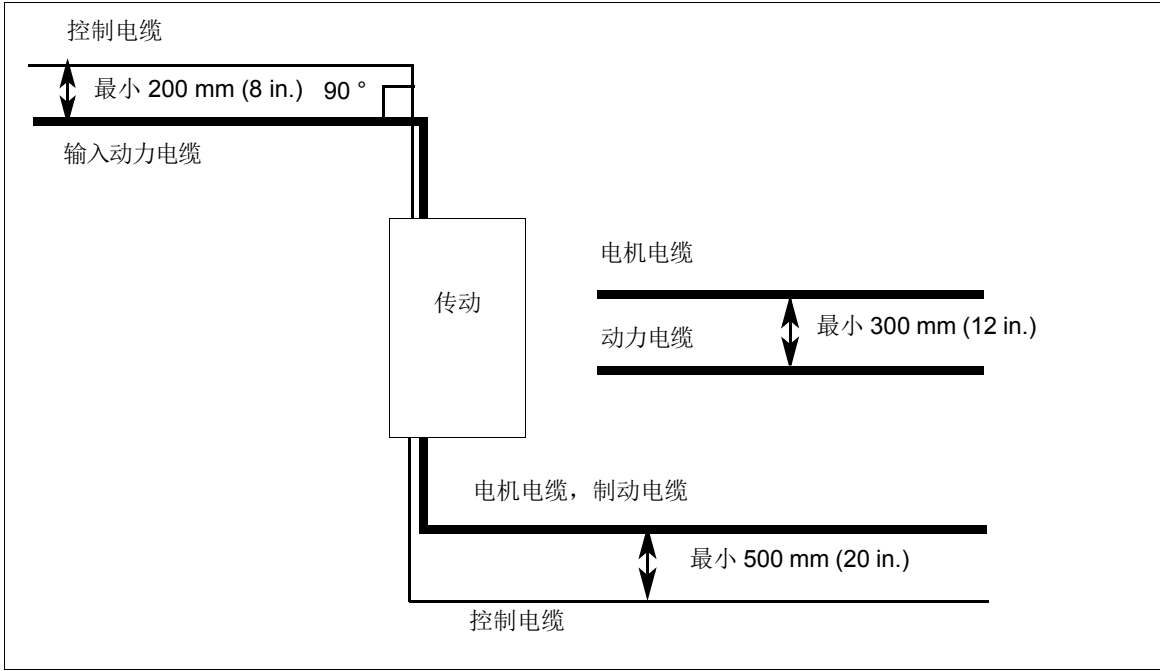 控制电缆
最小 200 mm (8 in.) 90 °
输入动力电缆
电机电缆
传动
最小 300 mm (12 in.)
动力电缆
电机电缆，制动电缆
最小 500 mm (20 in.)
控制电缆